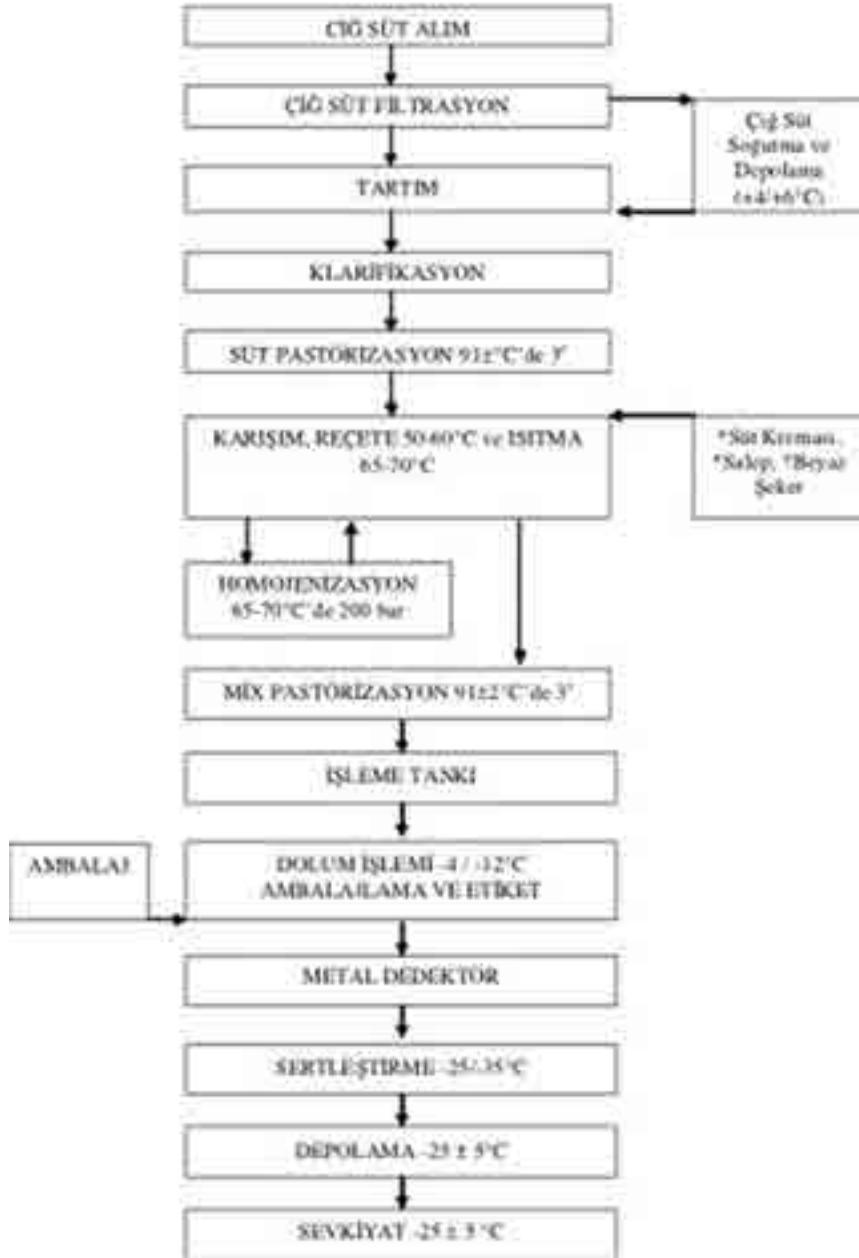 ÇİĞ SÜT ALIM
ÇİĞ SÜT FİLTRASYON
Çiğ Süt
Soğutma ve
Depolama
(+4/+6°C)
TARTIM
KLARİFİKASYON
SÜT PASTÖRİZASYON 91±°C'de 3'
KARIŞIM, REÇETE 50-60°C ve ISITMA
65-70°C
*Süt Kreması,
*Salep, *Beyaz
Şeker
HOMOJENİZASYON
65-70°C'de 200 bar
MİX PASTÖRİZASYON 91±2°C'de 3'
İŞLEME TANKI
AMBALAJ
DOLUM İŞLEMİ -4 / -12°C
AMBALAJLAMA VE ETİKET
METAL DEDEKTÖR
SERTLEŞTİRME -25/-35°C
DEPOLAMA -25 ± 5°C
SEVKİYAT -25 ± 5 °C